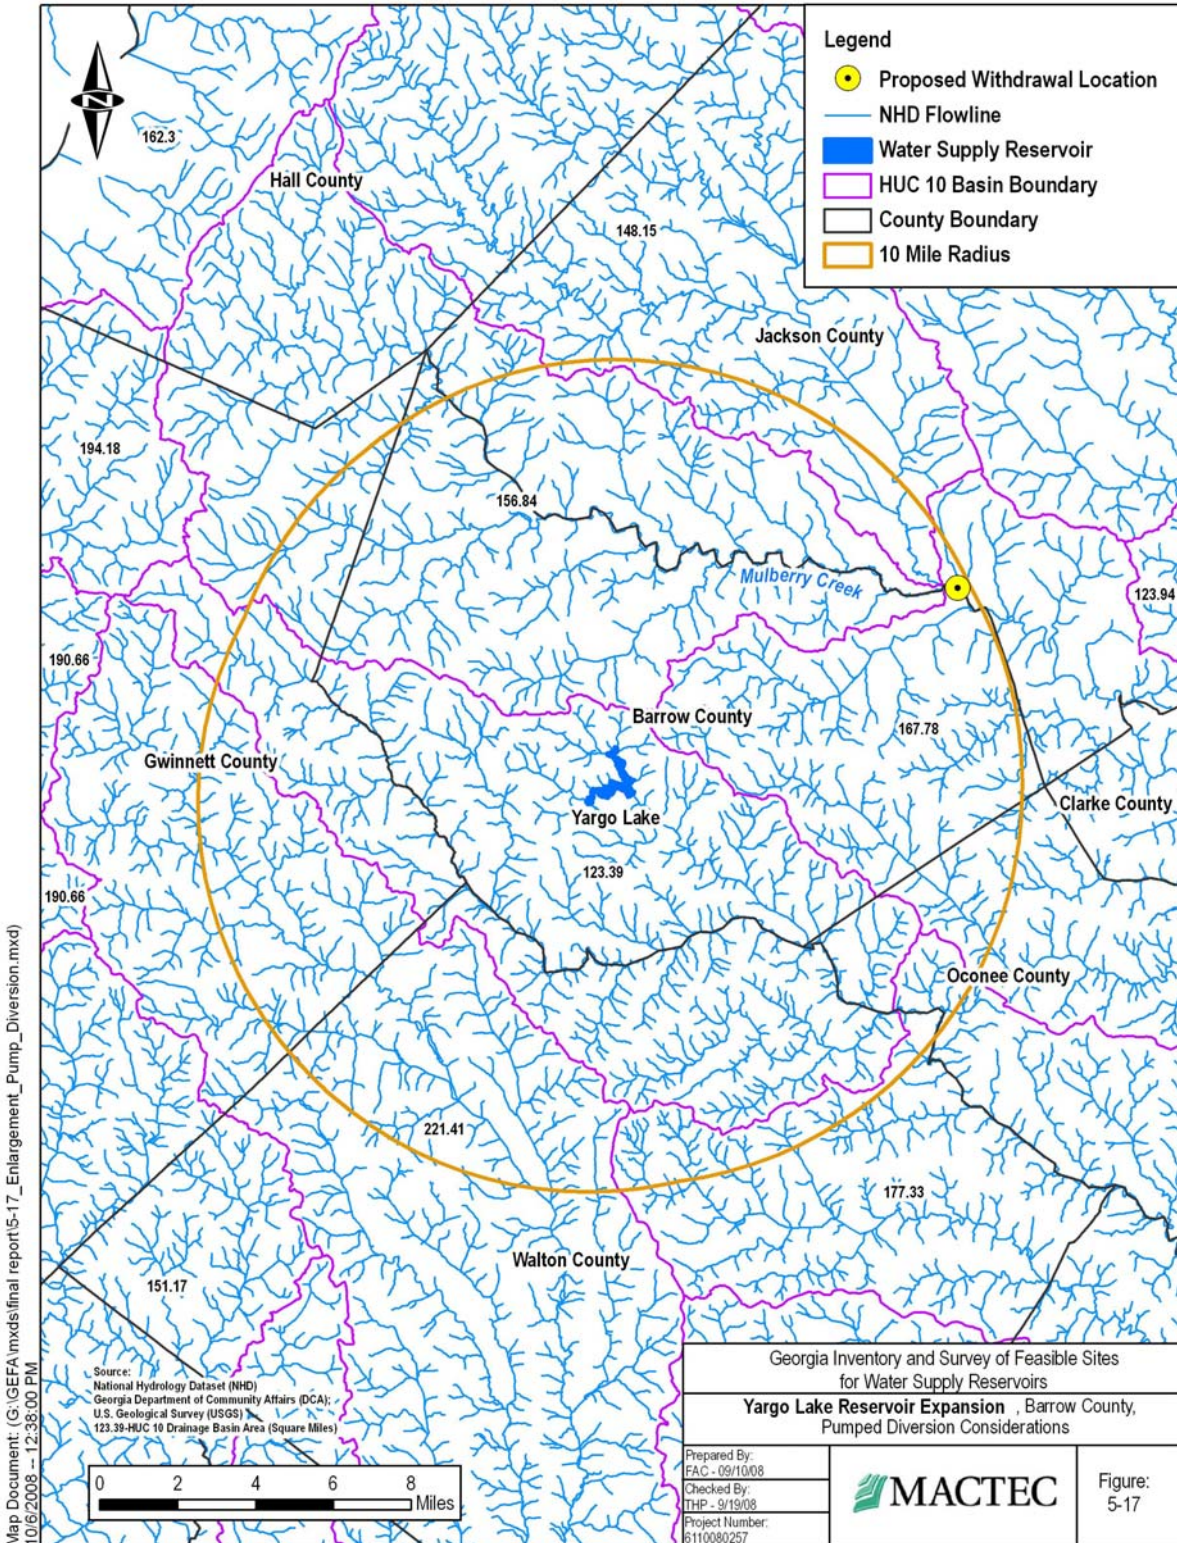 Legend
Proposed Withdrawal Location
NHD Flowline
Water Supply Reservoir
HUC 10 Basin Boundary
County Boundary
10 Mile Radius
N
162.3
Hall County
148.15
Jackson County
194.18
156.84
Mulberry Creek
123.94
190.66
Barrow County
167.78
Gwinnett County
Clarke County
Yargo Lake
123.39
190.66
Oconee County
221.41
177.33
Walton County
151.17
Source:
National Hydrology Dataset (NHD)
Georgia Department of Community Affairs (DCA);
U.S. Geological Survey (USGS)
123.39-HUC 10 Drainage Basin Area (Square Miles)
0 2 4 6 8
Miles
Georgia Inventory and Survey of Feasible Sites
for Water Supply Reservoirs
Yargo Lake Reservoir Expansion , Barrow County,
Pumped Diversion Considerations
Prepared By:
FAC - 09/10/08
Checked By:
THP - 9/19/08
Project Number:
6110080257
MACTEC
Figure:
5-17
Map Document: (G:\GEFA\mxds\final report\5-17_Enlargement_Pump_Diversion.mxd)
10/6/2008 -- 12:38:00 PM